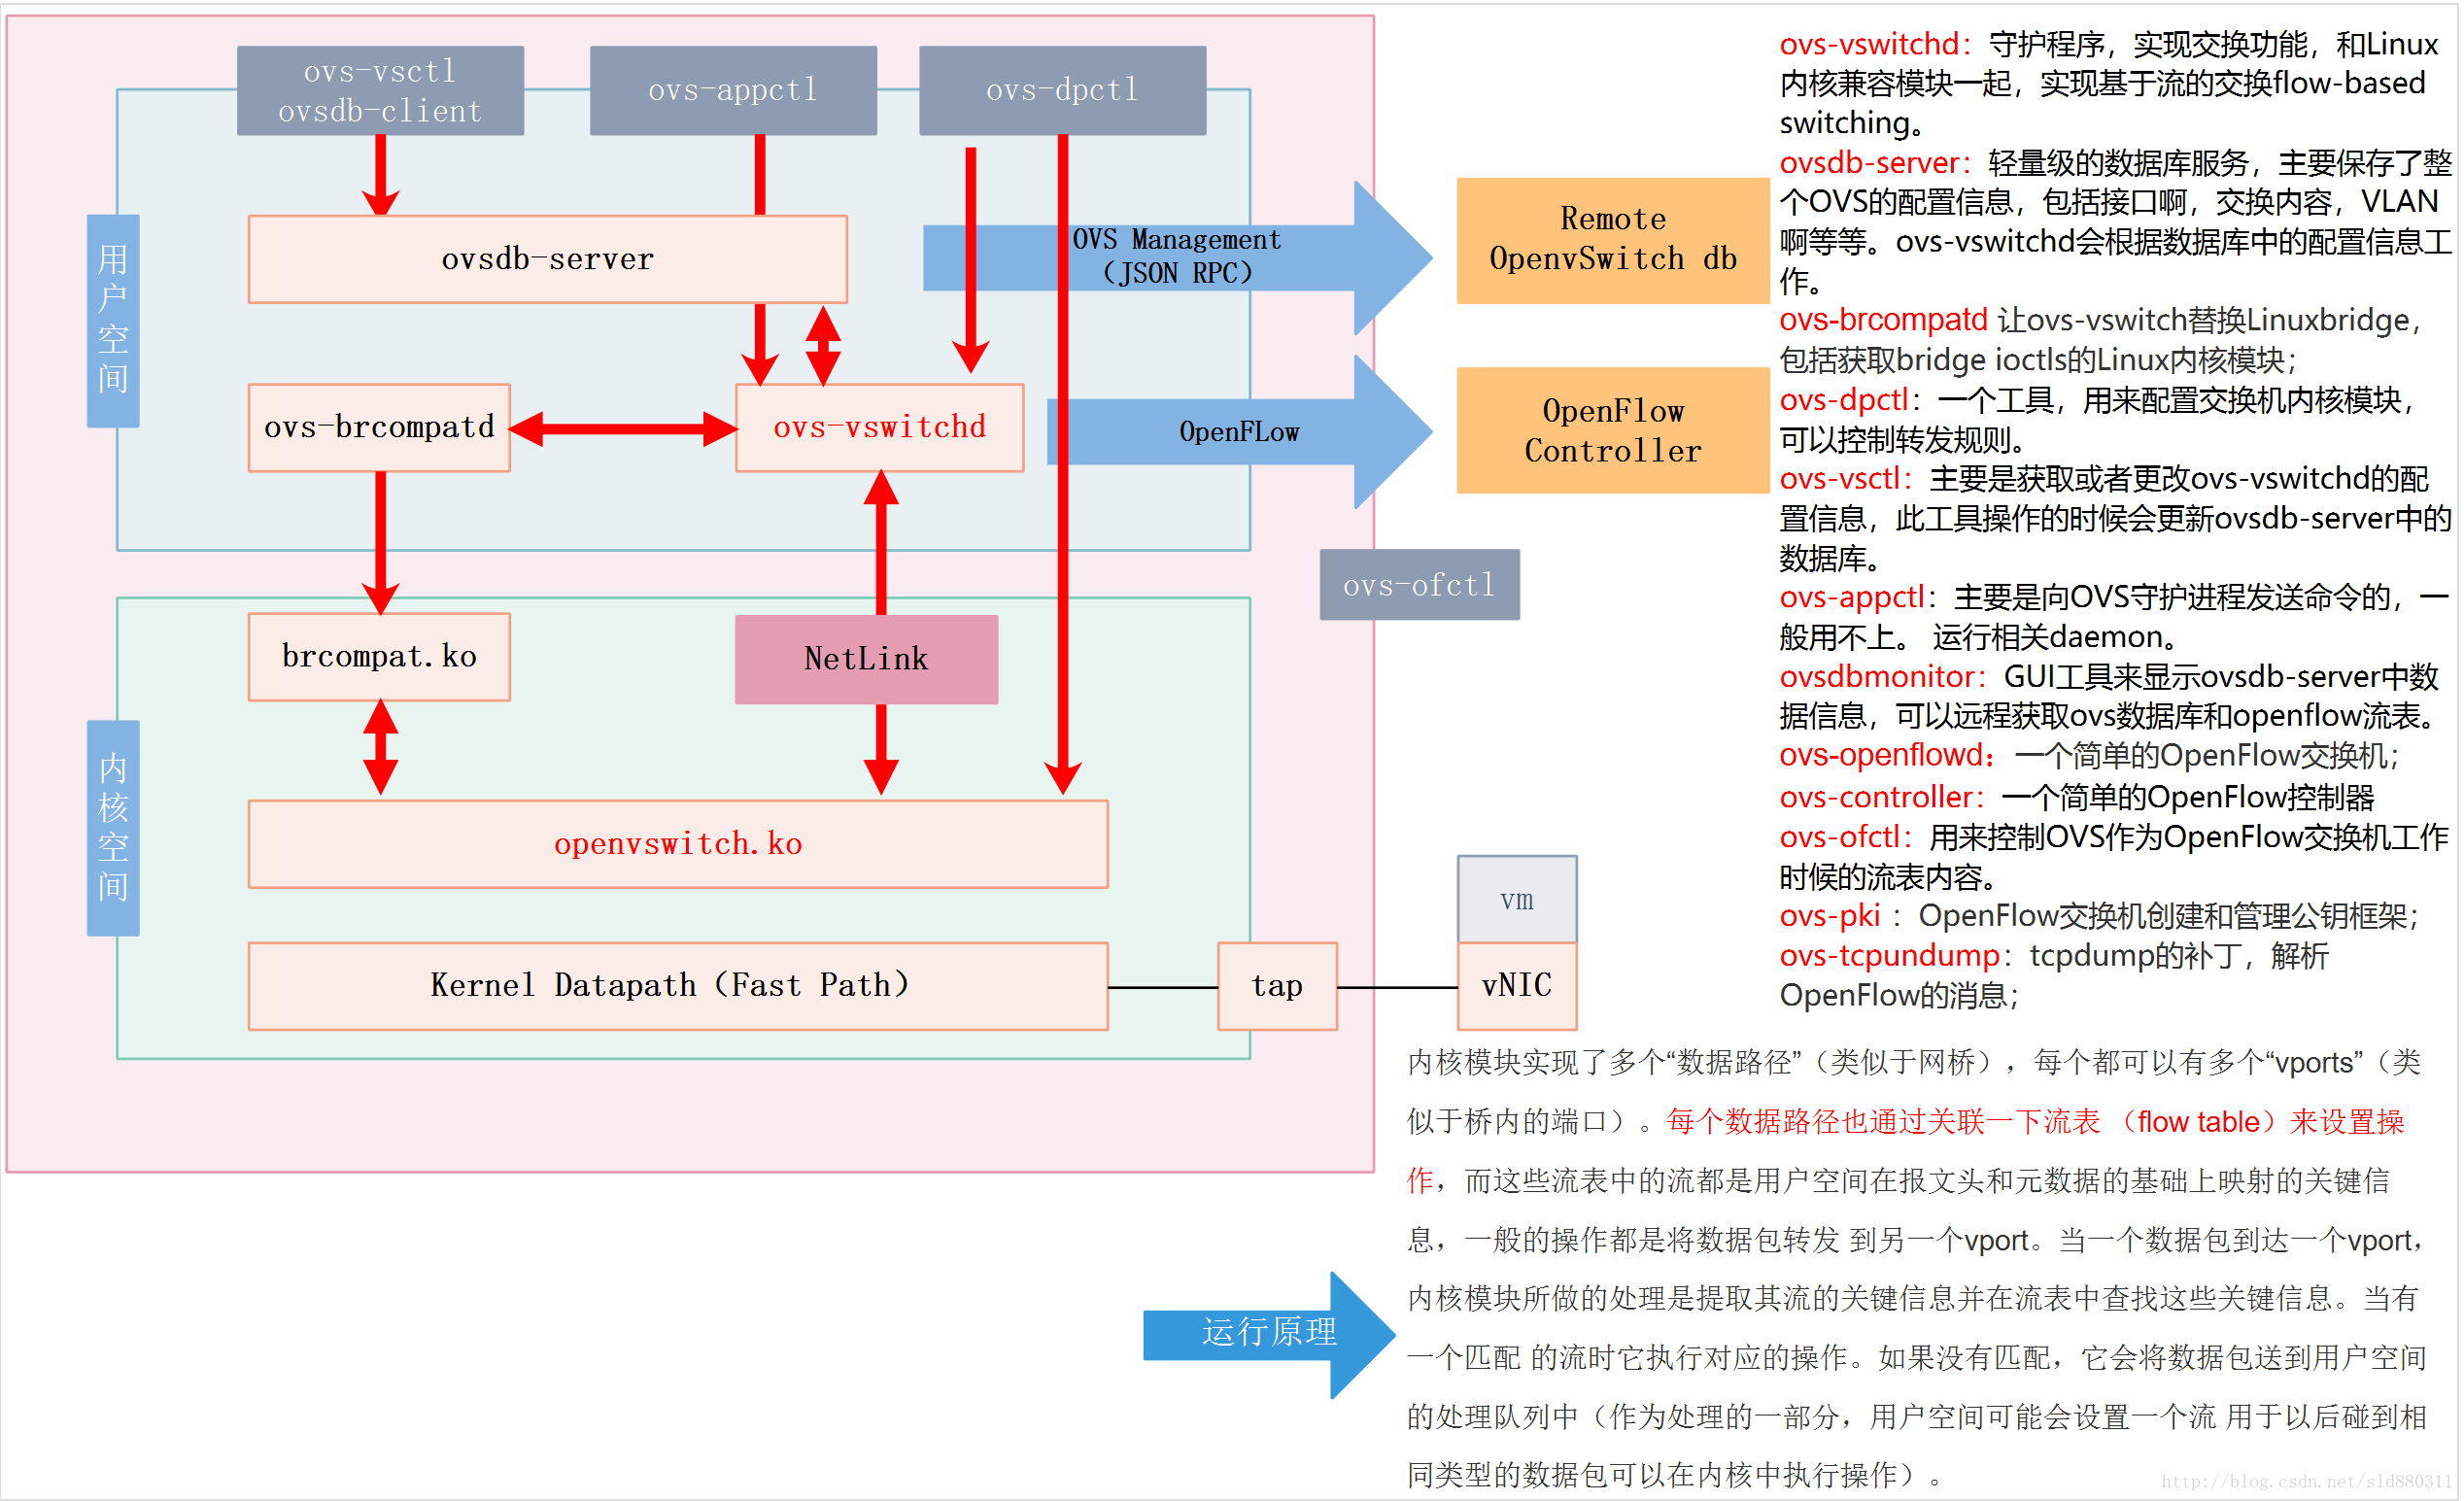 ovs-vsctl
ovsdb-client
ovs-appctl
ovs-dpctl
用户空间
ovsdb-server
OVS Management
（JSON RPC）
Remote
OpenvSwitch db
ovs-brcompatd
ovs-vswitchd
OpenFLow
OpenFlow
Controller
ovs-ofctl
内核空间
brcompat.ko
NetLink
openvswitch.ko
Kernel Datapath（Fast Path）
tap
vm
vNIC
ovs-vswitchd：守护程序，实现交换功能，和Linux
内核兼容模块一起，实现基于流的交换flow-based
switching。
ovsdb-server：轻量级的数据库服务，主要保存了整
个OVS的配置信息，包括接口啊，交换内容，VLAN
啊等等。ovs-vswitchd会根据数据库中的配置信息工
作。
ovs-brcompatd 让ovs-vswitch替换Linuxbridge，
包括获取bridge ioctls的Linux内核模块；
ovs-dpctl：一个工具，用来配置交换机内核模块，
可以控制转发规则。
ovs-vsctl：主要是获取或者更改ovs-vswitchd的配
置信息，此工具操作的时候会更新ovsdb-server中的
数据库。
ovs-appctl：主要是向OVS守护进程发送命令的，一
般用不上。 运行相关daemon。
ovsdbmonitor：GUI工具来显示ovsdb-server中数
据信息，可以远程获取ovs数据库和openflow流表。
ovs-openflowd：一个简单的OpenFlow交换机；
ovs-controller：一个简单的OpenFlow控制器
ovs-ofctl：用来控制OVS作为OpenFlow交换机工作
时候的流表内容。
ovs-pki ：OpenFlow交换机创建和管理公钥框架；
ovs-tcpundump：tcpdump的补丁，解析
OpenFlow的消息；
运行原理
内核模块实现了多个“数据路径”（类似于网桥），每个都可以有多个“vports”（类
似于桥内的端口）。每个数据路径也通过关联一下流表 （flow table）来设置操
作，而这些流表中的流都是用户空间在报文头和元数据的基础上映射的关键信
息，一般的操作都是将数据包转发 到另一个vport。当一个数据包到达一个vport，
内核模块所做的处理是提取其流的关键信息并在流表中查找这些关键信息。当有
一个匹配 的流时它执行对应的操作。如果没有匹配，它会将数据包送到用户空间
的处理队列中（作为处理的一部分，用户空间可能会设置一个流 用于以后碰到相
同类型的数据包可以在内核中执行操作）。
http://blog.csdn.net/sld880311